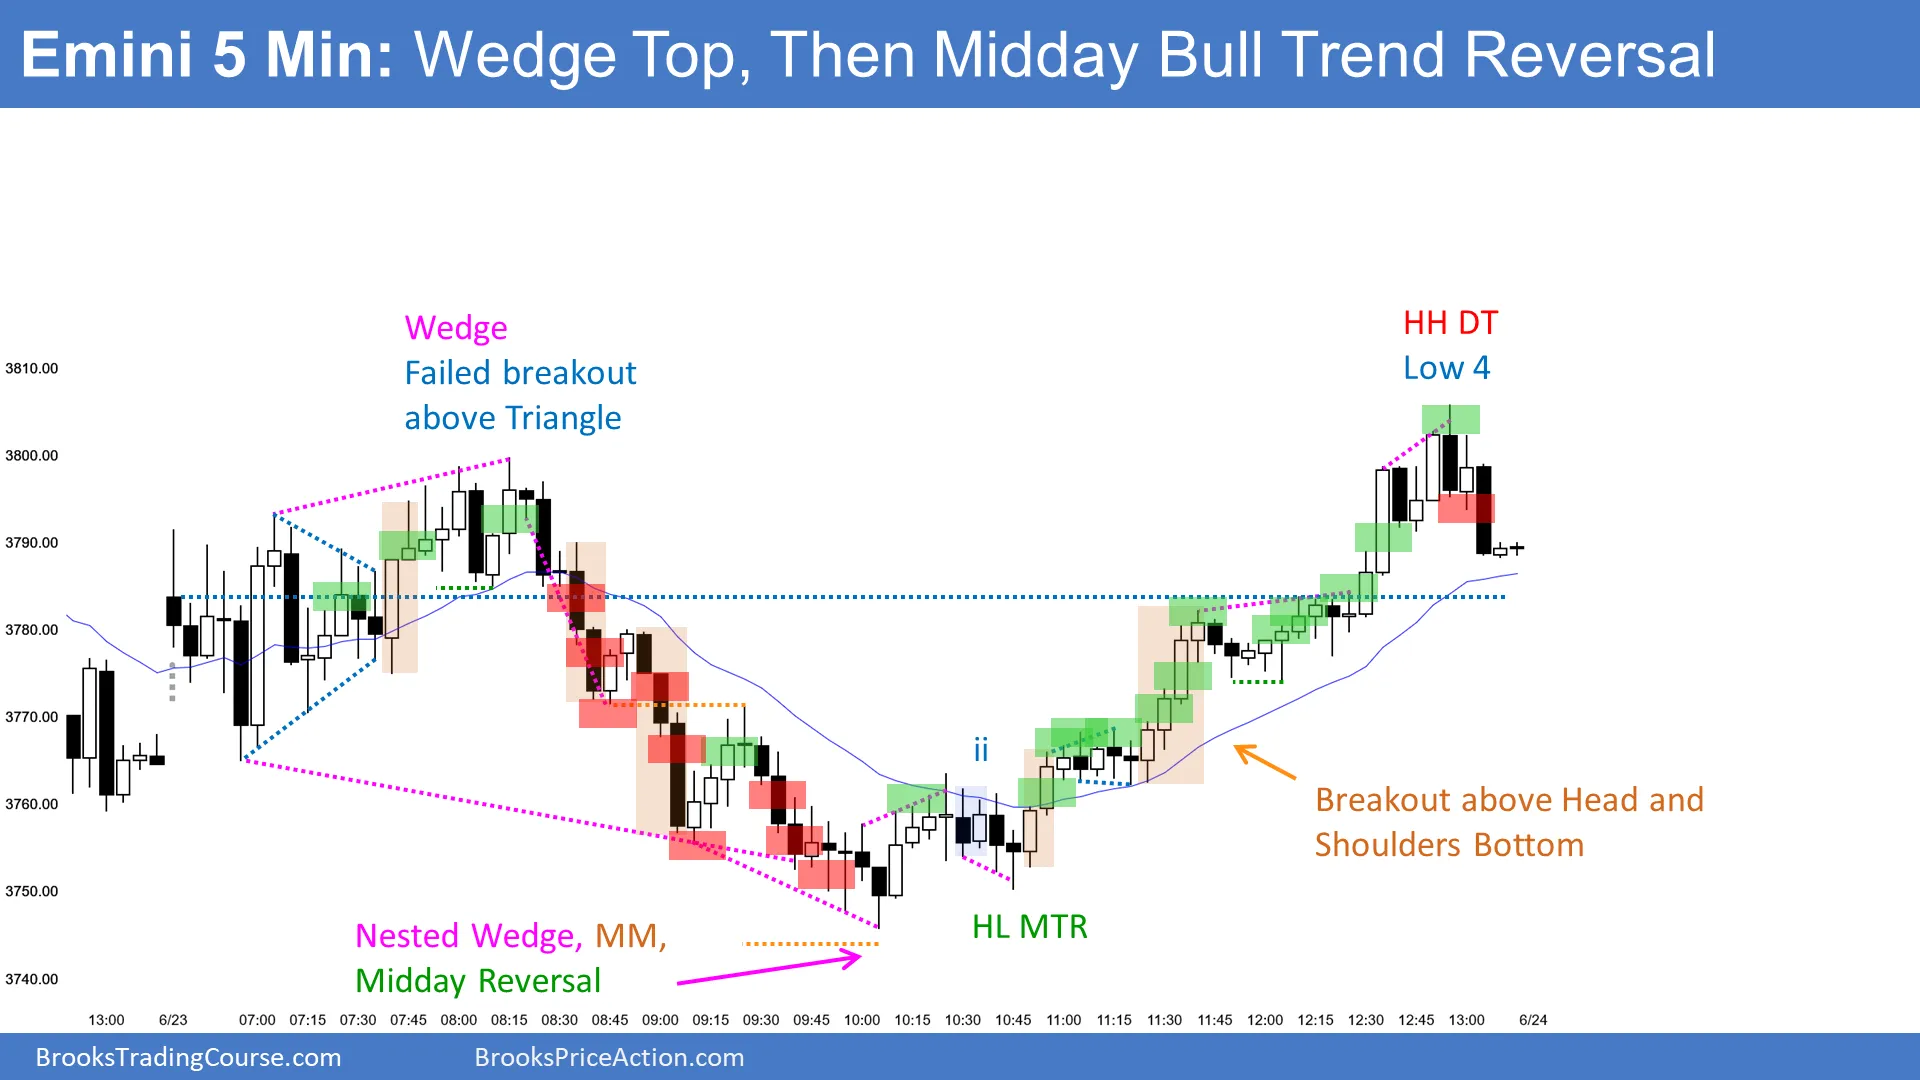 Emini 5 Min: Wedge Top, Then Midday Bull Trend Reversal
Wedge
Failed breakout
above Triangle
HH DT
Low 4
3810.00
3800.00
3790.00
3780.00
3770.00
3760.00
3750.00
3740.00
ii
Breakout above Head and
Shoulders Bottom
HL MTR
Nested Wedge, MM,
Midday Reversal
13:00 6/23 07:00 07:15 07:30 07:45 08:00 08:15 08:30 08:45 09:00 09:15 09:30 09:45 10:00 10:15 10:30 10:45 11:00 11:15 11:30 11:45 12:00 12:15 12:30 12:45 13:00 6/24
BrooksTradingCourse.com BrooksPriceAction.com